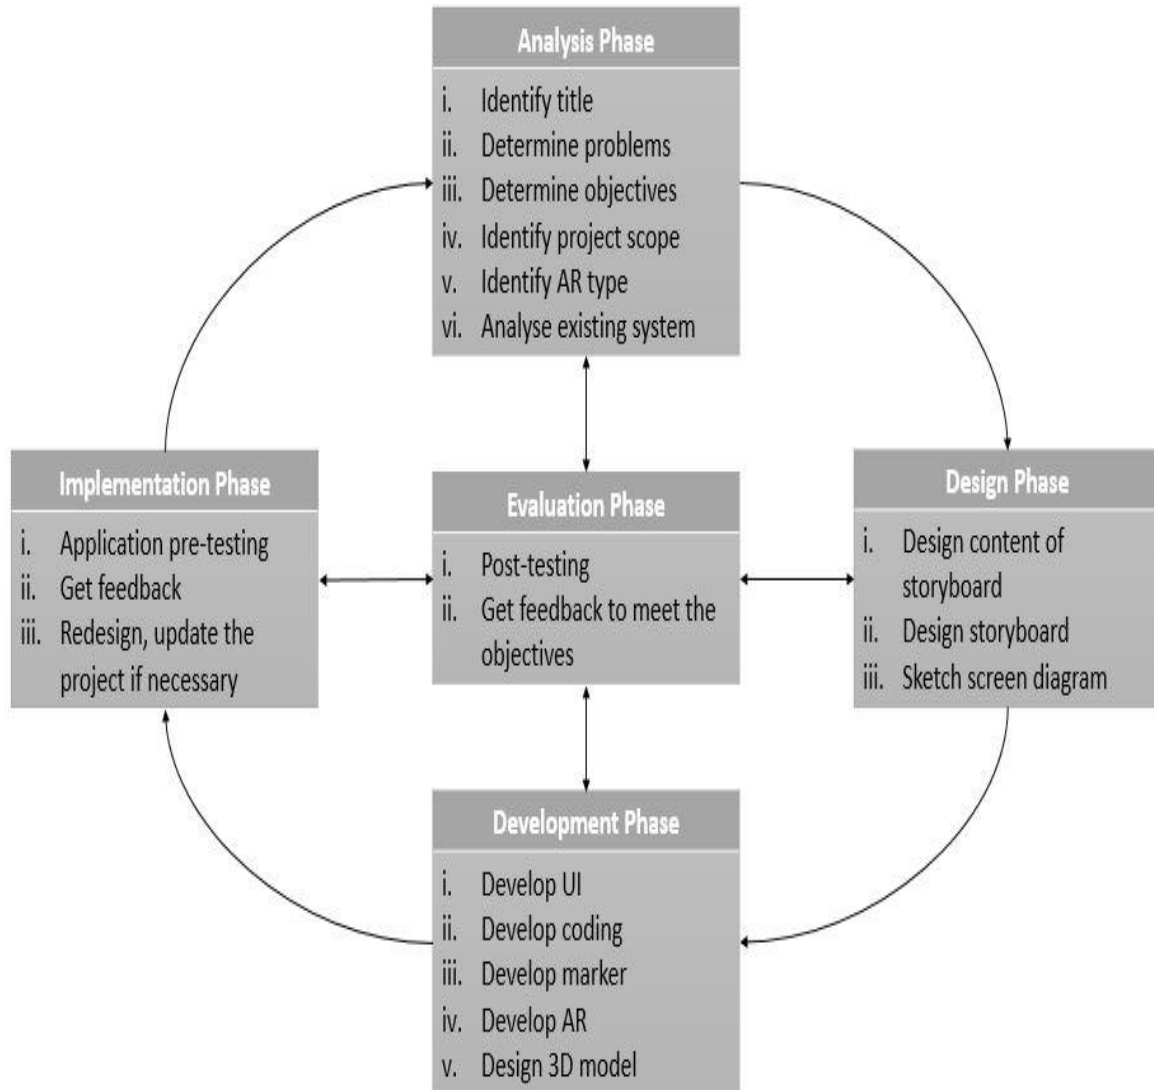 Analysis Phase
i. Identify title
ii. Determine problems
iii. Determine objectives
iv. Identify project scope
v. Identify AR type
vi. Analyse existing system
Implementation Phase
i. Application pre-testing
ii. Get feedback
iii. Redesign, update the
project if necessary
Evaluation Phase
i. Post-testing
ii. Get feedback to meet the
objectives
Design Phase
i. Design content of
storyboard
ii. Design storyboard
iii. Sketch screen diagram
Development Phase
i. Develop UI
ii. Develop coding
iii. Develop marker
iv. Develop AR
v. Design 3D model